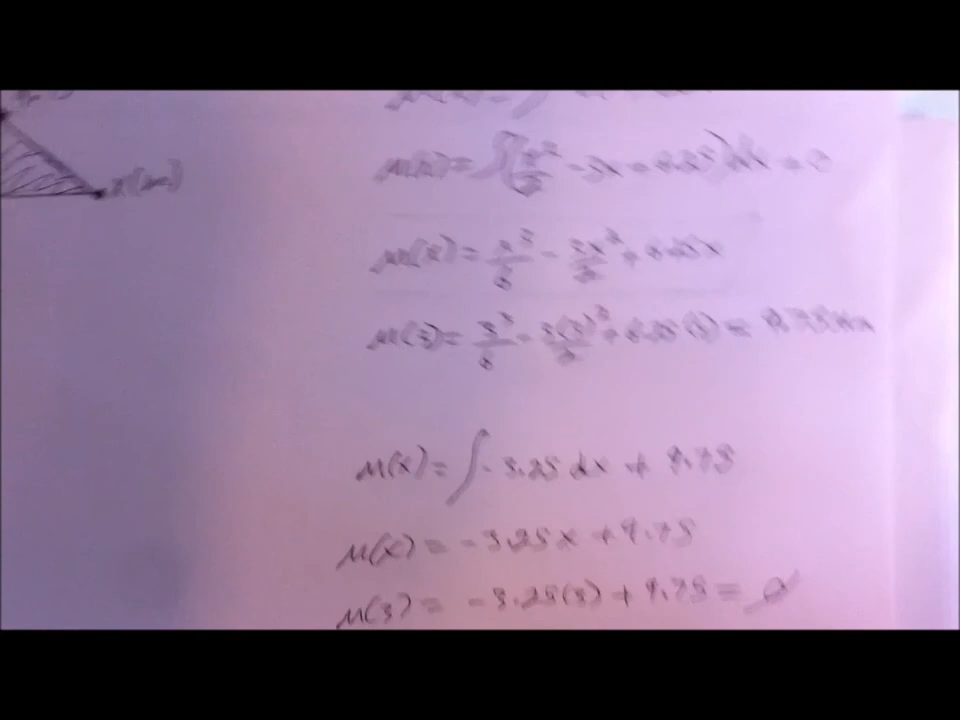 x(m)
M(x) = ∫(x²/2 - 3x + 6.25)dx + 0
M(x) = x³/6 - 3x²/2 + 6.25x
M(3) = 3³/6 - 3(3)²/2 + 6.25(3) = 9.75
M(x) = ∫-3.25 dx + 9.75
M(x) = -3.25x + 9.75
M(3) = -3.25(3) + 9.75 = 0